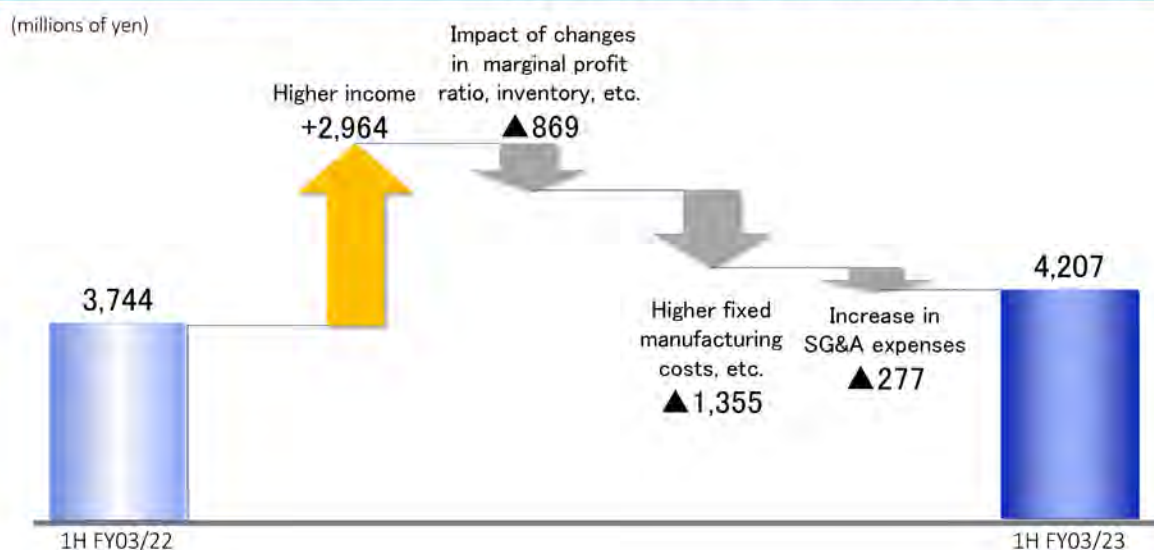 (millions of yen)
Impact of changes
in marginal profit
ratio, inventory, etc.
▲869
Higher income
+2,964
3,744
4,207
Higher fixed
manufacturing
costs, etc.
▲1,355
Increase in
SG&A expenses
▲277
1H FY03/22
1H FY03/23